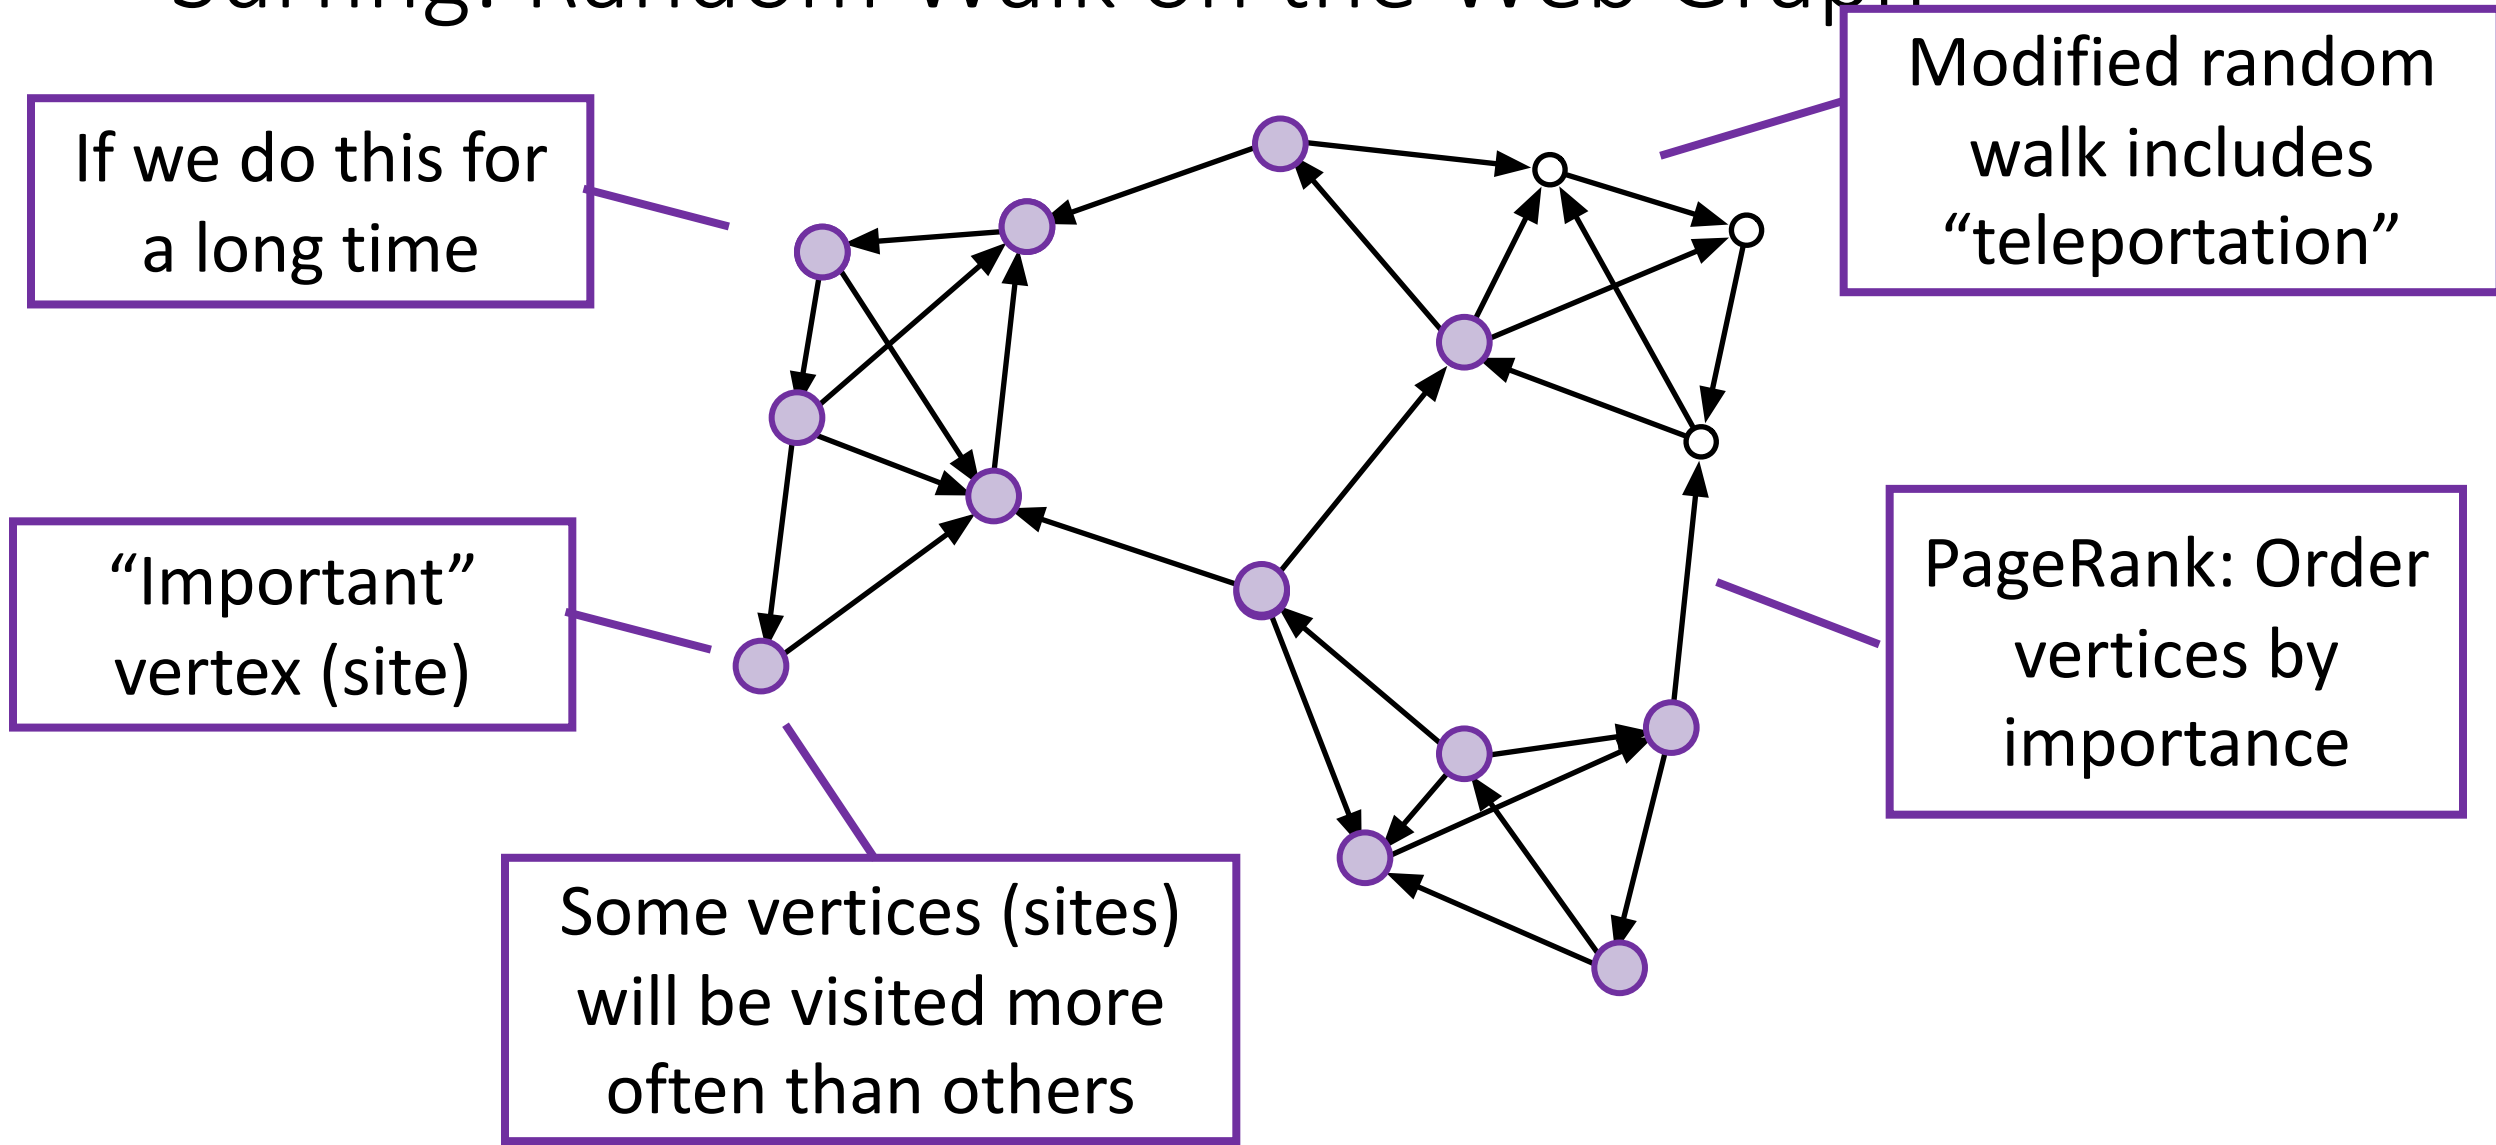 If we do this for
a long time
Modified random
walk includes
“teleportation”
“Important”
vertex (site)
PageRank: Order
vertices by
importance
Some vertices (sites)
will be visited more
often than others